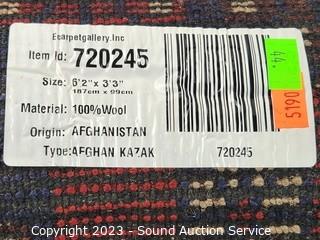 Ecarpetgallery.Inc
Item Id: 720245
Size: 6'2"x 3'3"
187cm x 99cm
Material: 100%Wool
Origin: AFGHANISTAN
Type:AFGHAN KAZAK
720245
44.
5190
Copyright 2023 - Sound Auction Service